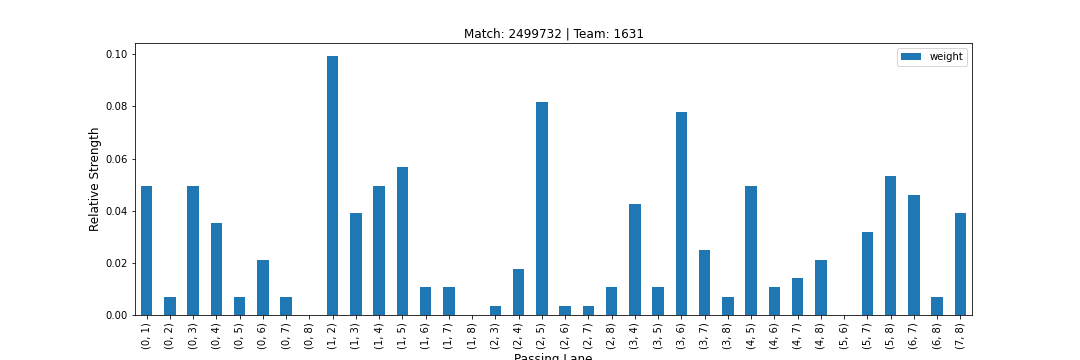 Match: 2499732 | Team: 1631
weight
Relative Strength
0.10
0.08
0.06
0.04
0.02
0.00
(0, 1) (0, 2) (0, 3) (0, 4) (0, 5) (0, 6) (0, 7) (0, 8) (1, 2) (1, 3) (1, 4) (1, 5) (1, 6) (1, 7) (1, 8) (2, 3) (2, 4) (2, 5) (2, 6) (2, 7) (2, 8) (3, 4) (3, 5) (3, 6) (3, 7) (3, 8) (4, 5) (4, 6) (4, 7) (4, 8) (5, 6) (5, 7) (5, 8) (6, 7) (6, 8) (7, 8)
Passing Lane